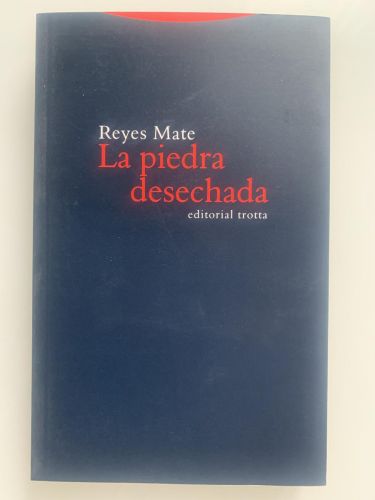 Reyes Mate
La piedra
desechada
editorial trotta